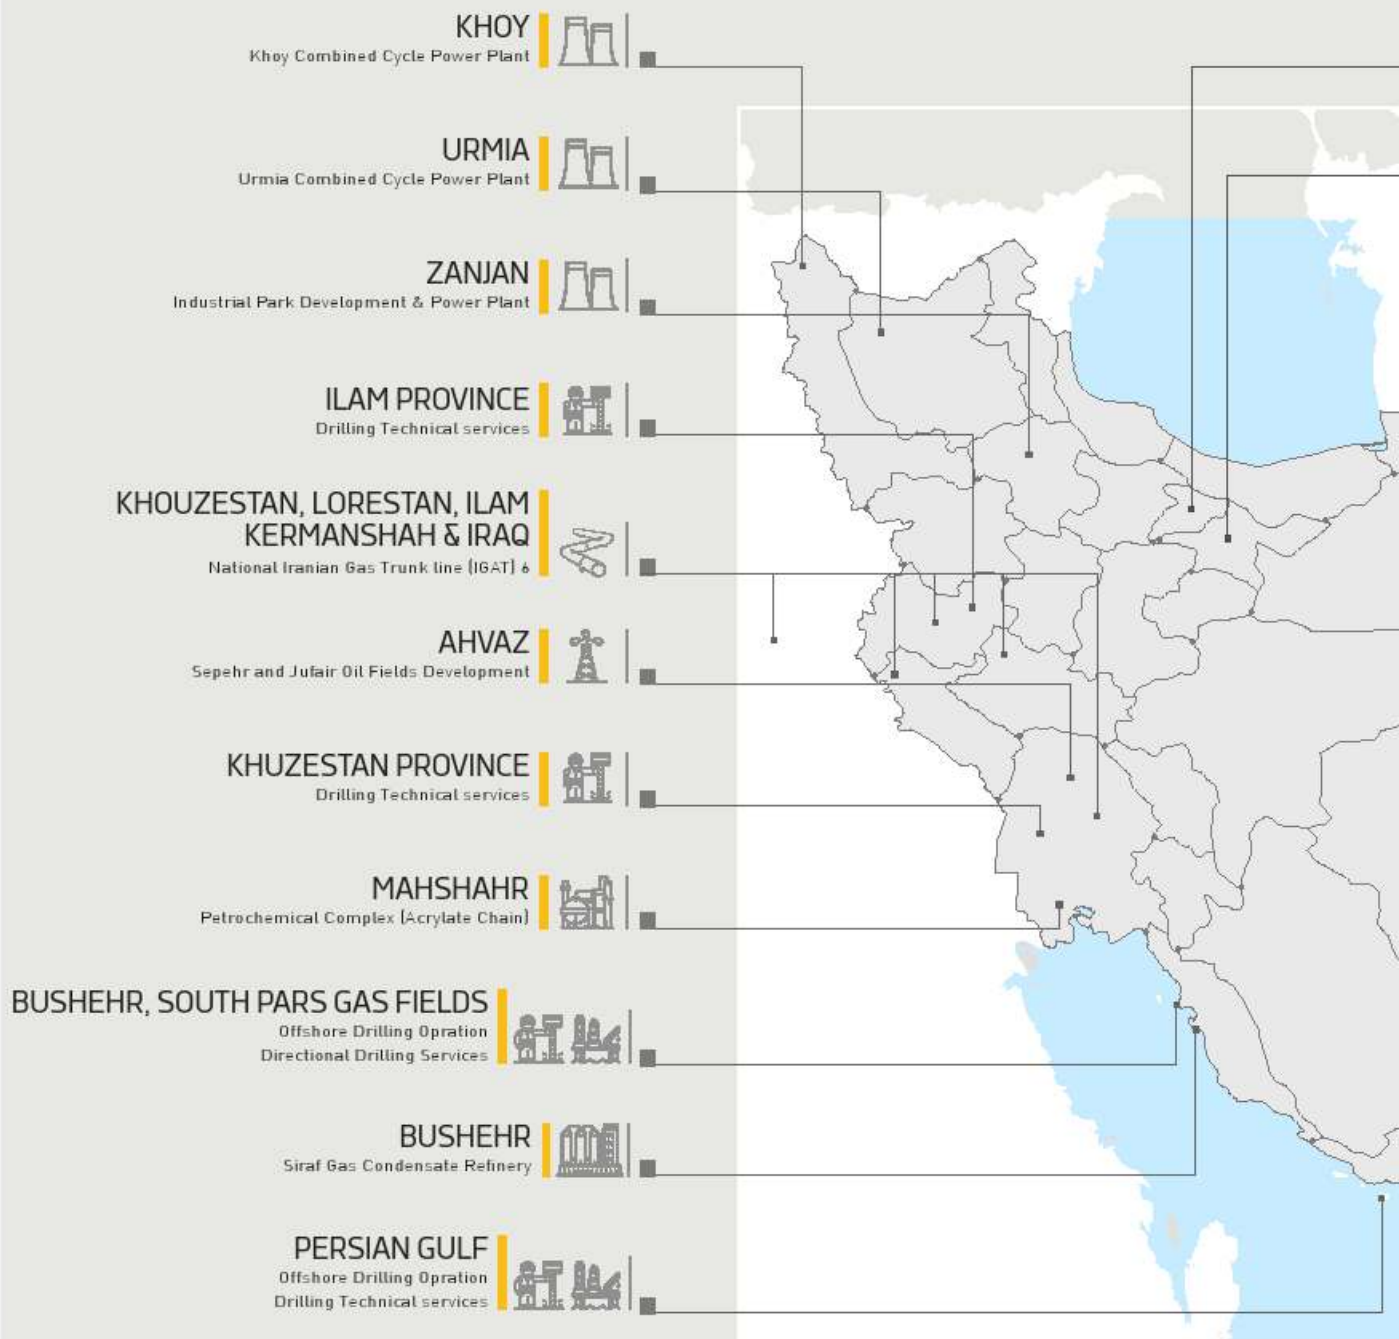 KHOY
Khoy Combined Cycle Power Plant
URMIA
Urmia Combined Cycle Power Plant
ZANJAN
Industrial Park Development & Power Plant
ILAM PROVINCE
Drilling Technical services
KHOUZESTAN, LORESTAN, ILAM
KERMANSHAH & IRAQ
National Iranian Gas Trunk line (IGAT) 6
AHVAZ
Sepehr and Jufair Oil Fields Development
KHUZESTAN PROVINCE
Drilling Technical services
MAHSHAHR
Petrochemical Complex (Acrylate Chain)
BUSHEHR, SOUTH PARS GAS FIELDS
Offshore Drilling Opration
Directional Drilling Services
BUSHEHR
Siraf Gas Condensate Refinery
PERSIAN GULF
Offshore Drilling Opration
Drilling Technical services